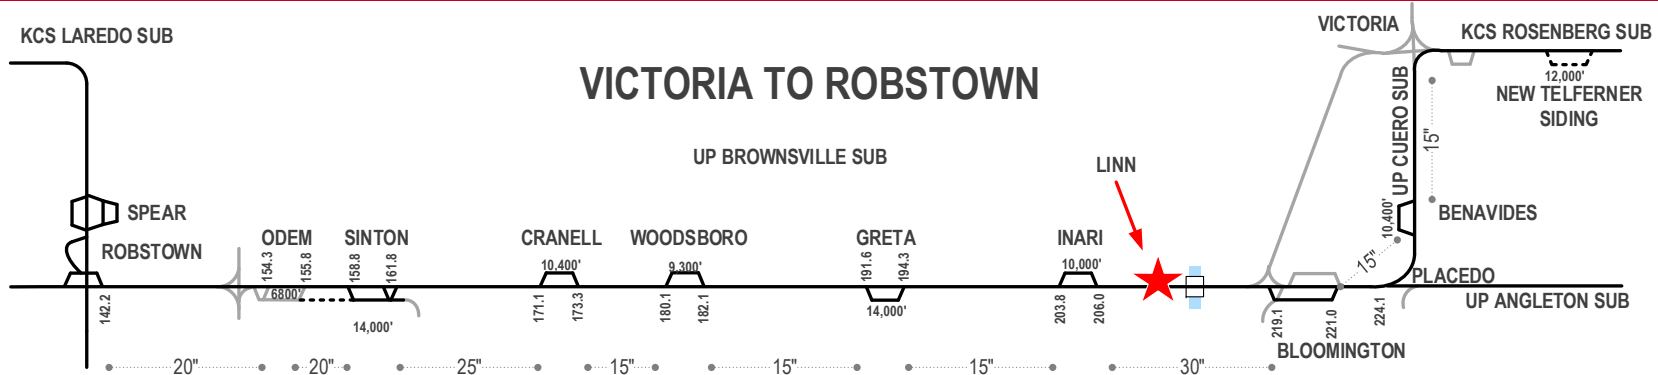 KCS LAREDO SUB
VICTORIA
KCS ROSENBERG SUB
VICTORIA TO ROBSTOWN
12,000'
NEW TELFERNER
SIDING
UP CUERO SUB
15"
UP BROWNSVILLE SUB
LINN
SPEAR
10,400'
BENAVIDES
ROBSTOWN
ODEM
SINTON
CRANELL
WOODSBORO
GRETA
INARI
154.3
155.8
158.8
161.8
10,400'
9,300'
191.6
194.3
10,000'
15"
PLACEDO
6800'
UP ANGLETON SUB
142.2
14,000'
171.1
173.3
180.1
182.1
14,000'
203.8
206.0
219.1
221.0
224.1
BLOOMINGTON
20"
20"
25"
15"
15"
15"
30"